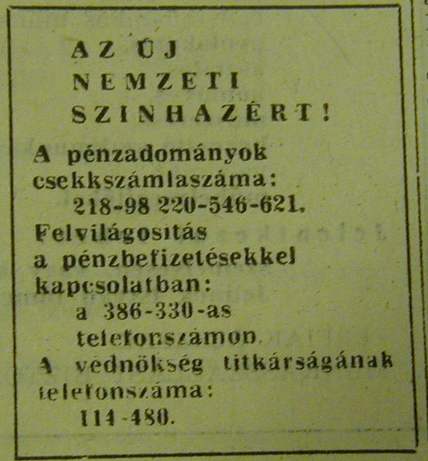 AZ ÚJ
NEMZETI
SZINHAZÉRT!
A pénzadományok
csekkszámlaszáma:
218-98 220-546-621.
Felvilágosítás
a pénzbefizetésekkel
kapcsolatban:
a 386-330-as
telefonszámon
A védnökség titkárságának
telefonszáma:
114-480.